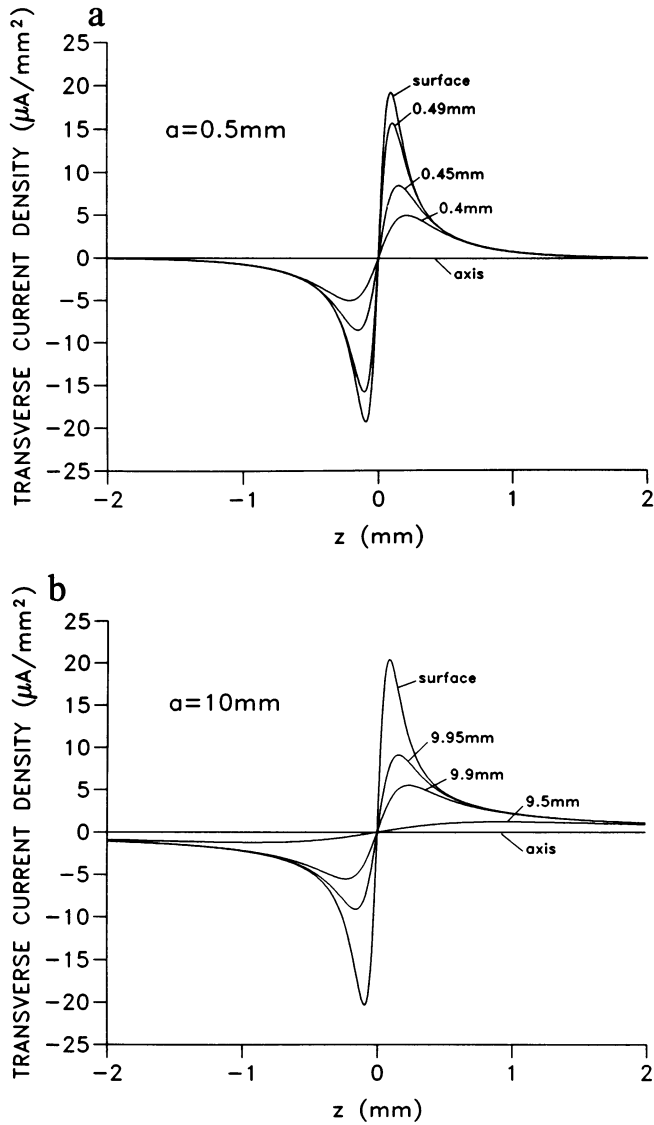 a
TRANSVERSE CURRENT DENSITY (μA/mm²)
25
20
15
10
5
0
−5
−10
−15
−20
−25
a=0.5mm
surface
0.49mm
0.45mm
0.4mm
axis
−2
−1
0
1
2
z (mm)
b
TRANSVERSE CURRENT DENSITY (μA/mm²)
25
20
15
10
5
0
−5
−10
−15
−20
−25
a=10mm
surface
9.95mm
9.9mm
9.5mm
axis
−2
−1
0
1
2
z (mm)